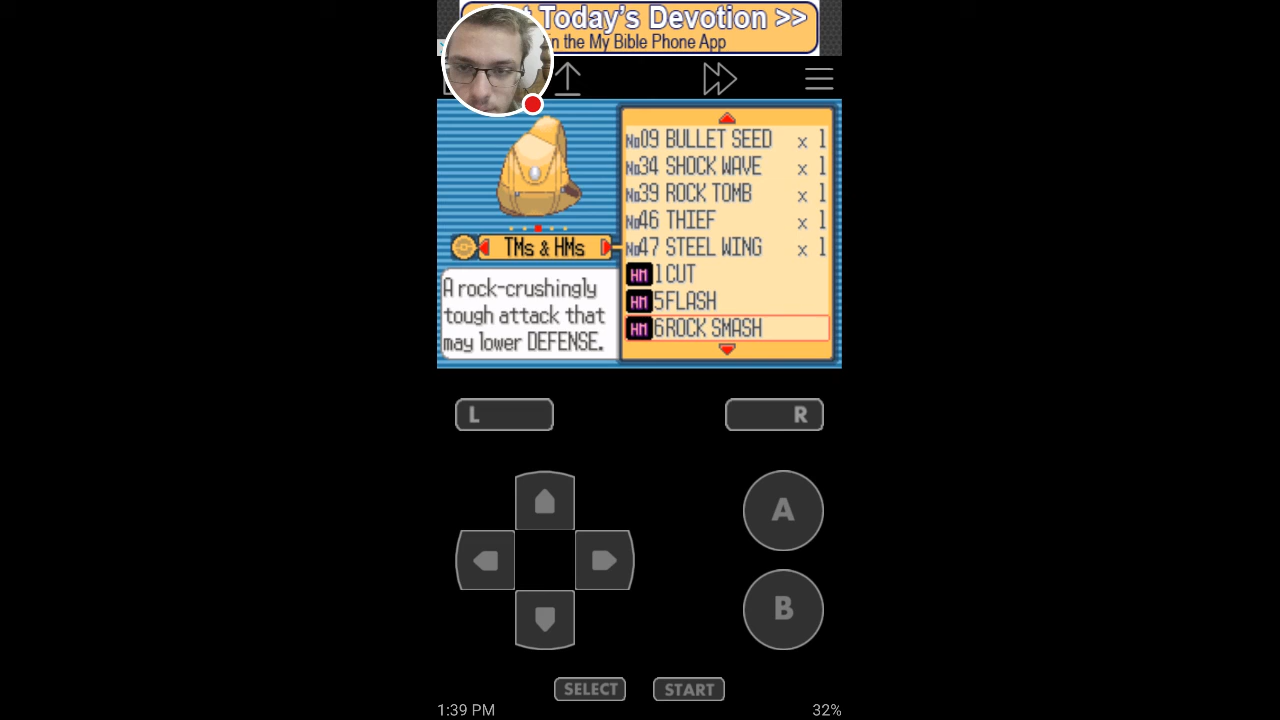 Today's Devotion >>
n the My Bible Phone App
No09 BULLET SEED x 1
No34 SHOCK WAVE x 1
No39 ROCK TOMB x 1
No46 THIEF x 1
No47 STEEL WING x 1
HM 1 CUT
HM 5 FLASH
HM 6 ROCK SMASH
TMs & HMs
A rock-crushingly
tough attack that
may lower DEFENSE.
L
R
A
B
SELECT
START
1:39 PM
32%